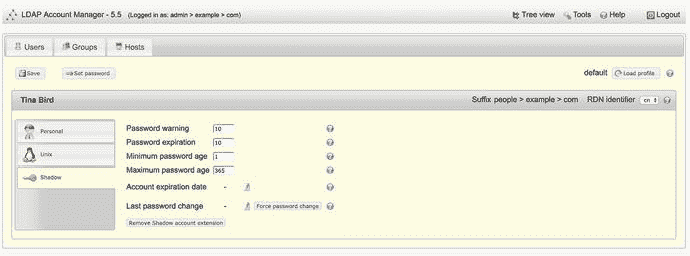 LDAP Account Manager - 5.5 (Logged in as: admin > example > com) Tree view Tools Help Logout
Users Groups Hosts
Save Set password default Load profile
Tina Bird Suffix people > example > com RDN identifier cn
Personal
Unix
Shadow
Password warning 10
Password expiration 10
Minimum password age 1
Maximum password age 365
Account expiration date -
Last password change - Force password change
Remove Shadow account extension